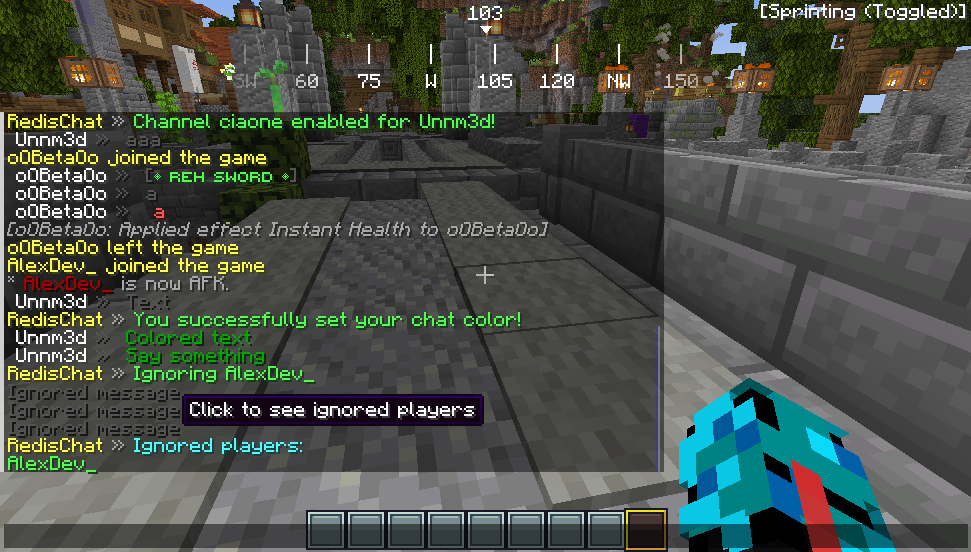 103
[Sprinting (Toggled)]
SW 60 75 W 105 120 NW 150
RedisChat » Channel ciaone enabled for Unnm3d!
Unnm3d » aaa
oOBetaOo joined the game
oOBetaOo » [◆ REH SWORD ◆]
oOBetaOo » a
oOBetaOo » a
[oOBetaOo: Applied effect Instant Health to oOBetaOo]
oOBetaOo left the game
AlexDev_ joined the game
* AlexDev_ is now AFK.
Unnm3d » Text
RedisChat » You successfully set your chat color!
Unnm3d » Colored text
Unnm3d » Say something
RedisChat » Ignoring AlexDev_
Ignored message
Ignored message
Click to see ignored players
Ignored message
RedisChat » Ignored players:
AlexDev_